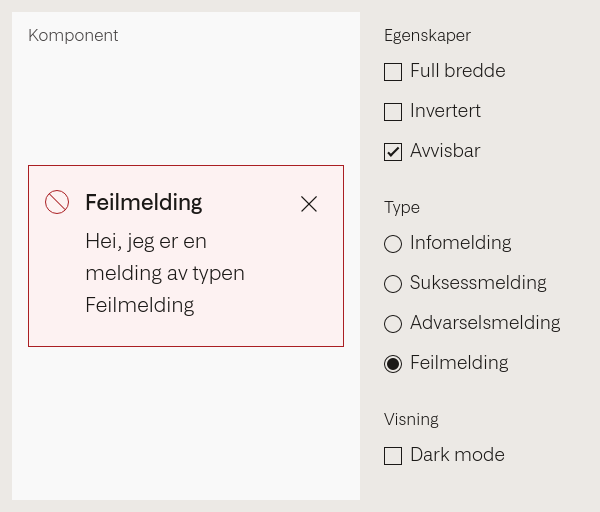 Komponent
Feilmelding
Hei, jeg er en
melding av typen
Feilmelding
Egenskaper
Full bredde
Invertert
Avvisbar
Type
Infomelding
Suksessmelding
Advarselsmelding
Feilmelding
Visning
Dark mode